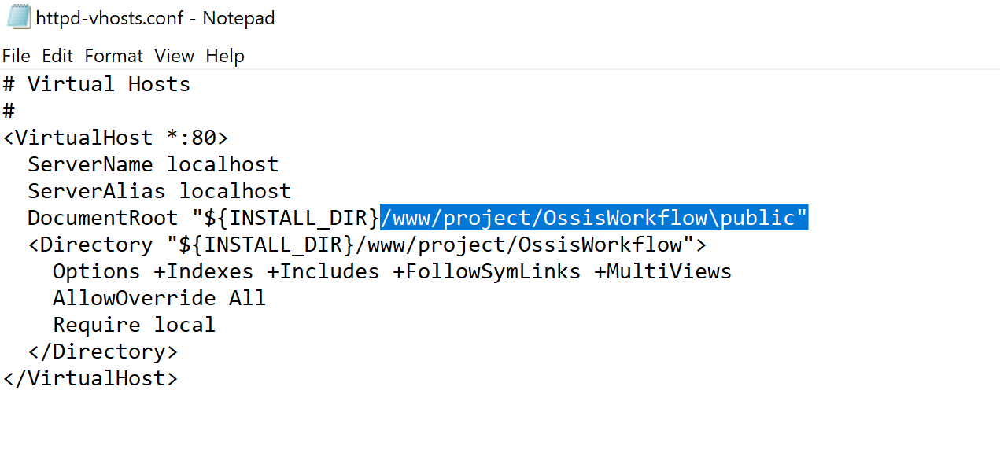 httpd-vhosts.conf - Notepad
File Edit Format View Help
# Virtual Hosts
#
<VirtualHost *:80>
  ServerName localhost
  ServerAlias localhost
  DocumentRoot "${INSTALL_DIR}/www/project/OssisWorkflow\public"
  <Directory "${INSTALL_DIR}/www/project/OssisWorkflow">
    Options +Indexes +Includes +FollowSymLinks +MultiViews
    AllowOverride All
    Require local
  </Directory>
</VirtualHost>